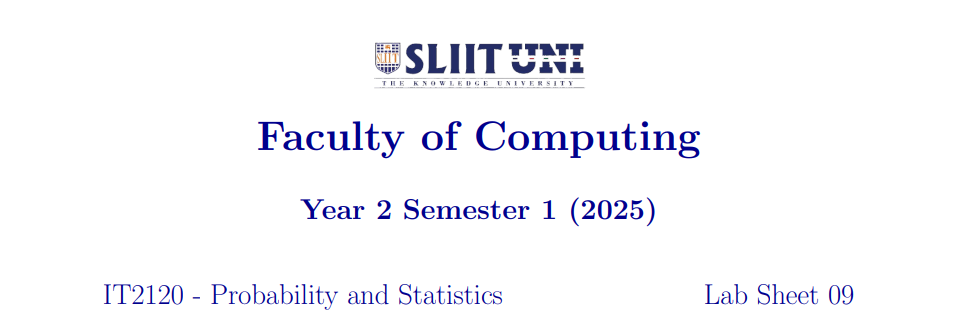 SLIIT UNI
THE KNOWLEDGE UNIVERSITY
Faculty of Computing
Year 2 Semester 1 (2025)
IT2120 - Probability and Statistics Lab Sheet 09